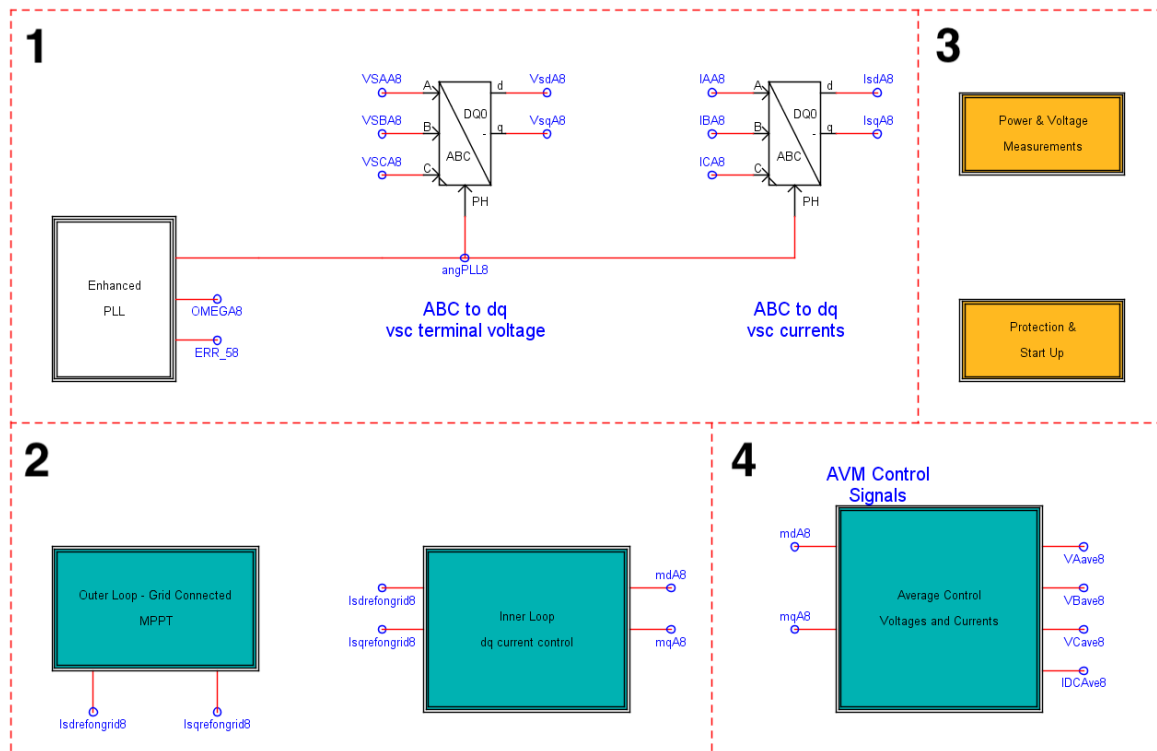 1
VSAA8
A
d
VsdA8
DQ0
VSBA8
B
-
q
VsqA8
ABC
VSCA8
C
PH
IAA8
A
d
IsdA8
DQ0
IBA8
B
-
q
IsqA8
ABC
ICA8
C
PH
angPLL8
Enhanced
PLL
OMEGA8
ERR_58
ABC to dq
vsc terminal voltage
ABC to dq
vsc currents
3
Power & Voltage
Measurements
Protection &
Start Up
2
Outer Loop - Grid Connected
MPPT
Isdrefongrid8
Isqrefongrid8
Isdrefongrid8
Isqrefongrid8
Inner Loop
dq current control
mdA8
mqA8
4
AVM Control
Signals
mdA8
mqA8
Average Control
Voltages and Currents
VAave8
VBave8
VCave8
IDCAve8